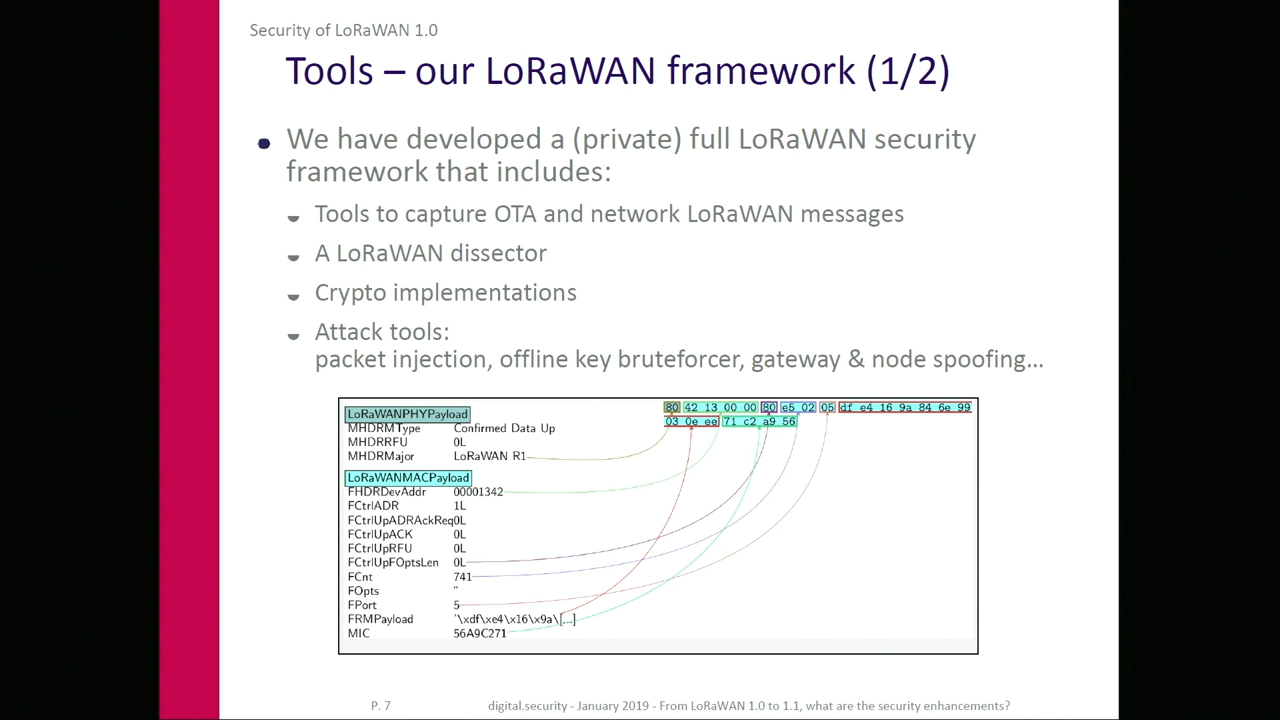 Security of LoRaWAN 1.0
Tools – our LoRaWAN framework (1/2)
We have developed a (private) full LoRaWAN security
framework that includes:
Tools to capture OTA and network LoRaWAN messages
A LoRaWAN dissector
Crypto implementations
Attack tools:
packet injection, offline key bruteforcer, gateway & node spoofing...
80 42 13 00 00 80 e5 02 05 df e4 16 9a 84 6e 99
03 0e ee 71 c2 a9 56
LoRaWANPHYPayload
MHDRMType Confirmed Data Up
MHDRRFU 0L
MHDRMajor LoRaWAN R1
LoRaWANMACPayload
FHDRDevAddr 00001342
FCtrlADR 1L
FCtrlUpADRAckReq0L
FCtrlUpACK 0L
FCtrlUpRFU 0L
FCtrlUpFOptsLen 0L
FCnt 741
FOpts ''
FPort 5
FRMPayload '\xdf\xe4\x16\x9a\[...]
MIC 56A9C271
P. 7 digital.security - January 2019 - From LoRaWAN 1.0 to 1.1, what are the security enhancements?